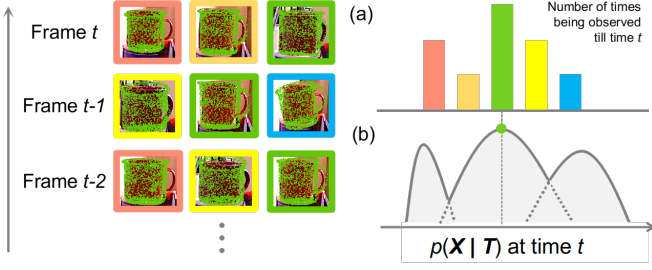 Frame t
Frame t-1
Frame t-2
(a)
Number of times
being observed
till time t
(b)
p(X | T) at time t